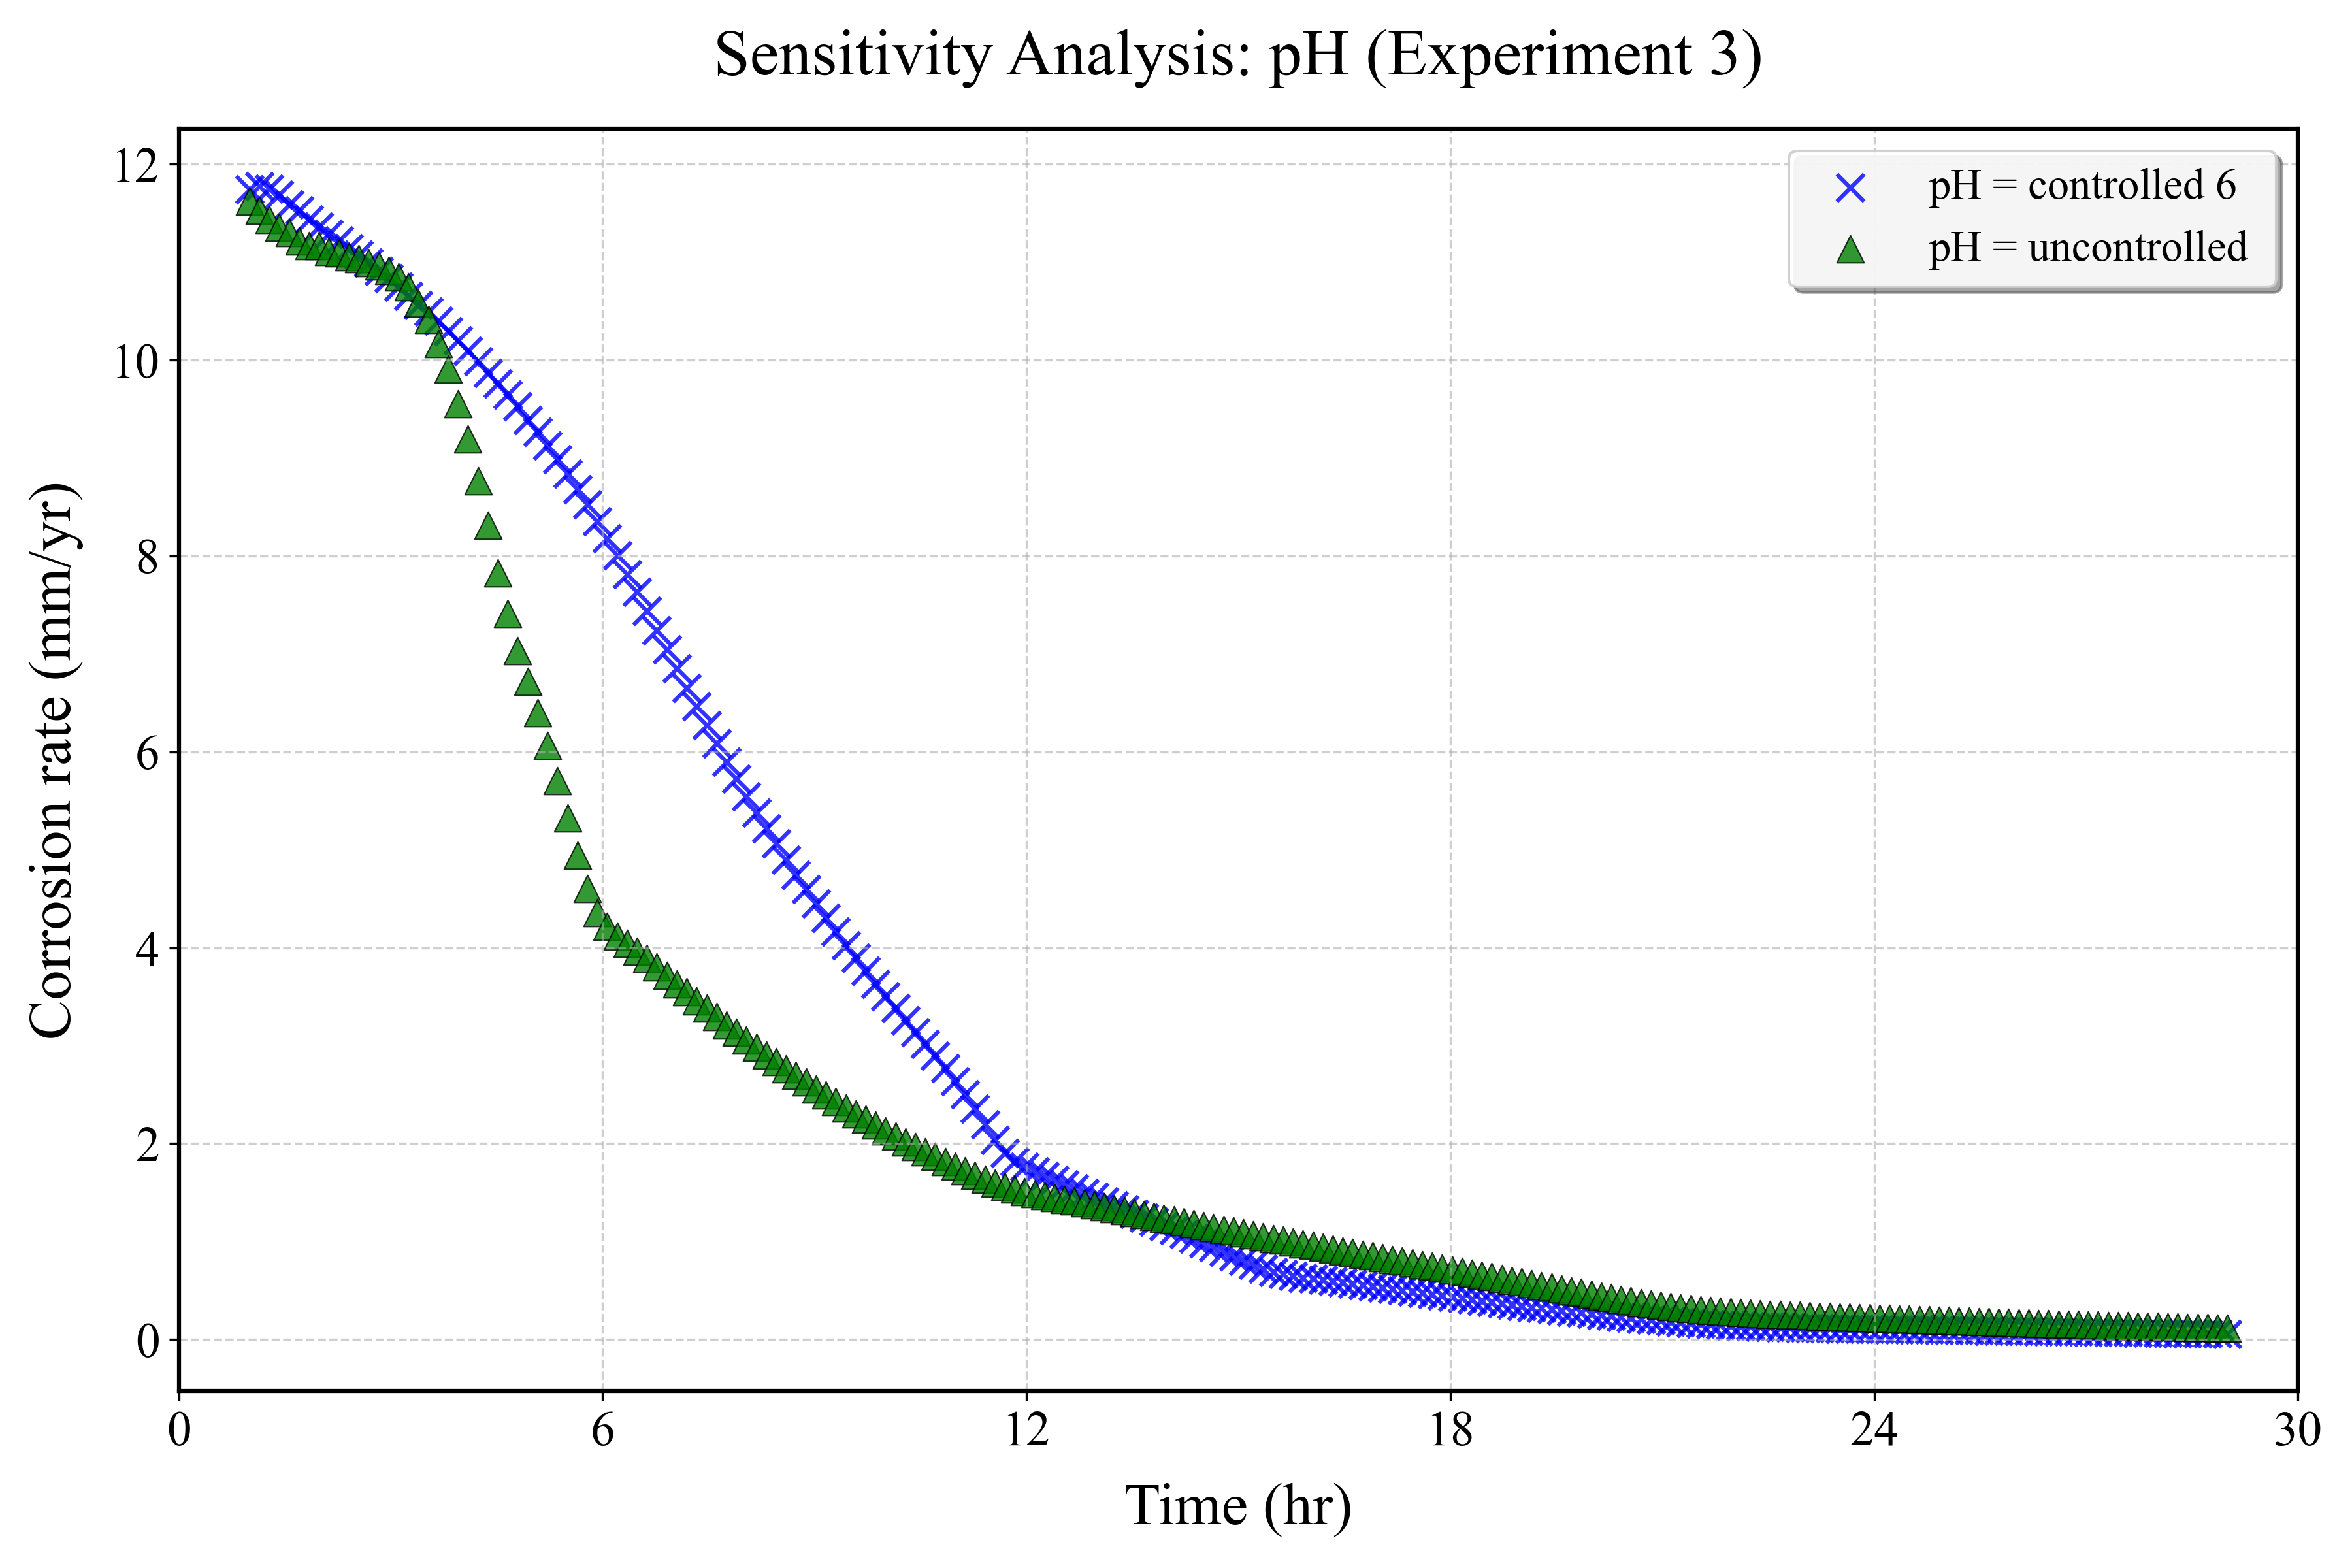 Sensitivity Analysis: pH (Experiment 3)
pH = controlled 6
pH = uncontrolled
Corrosion rate (mm/yr)
12
10
8
6
4
2
0
0 6 12 18 24 30
Time (hr)